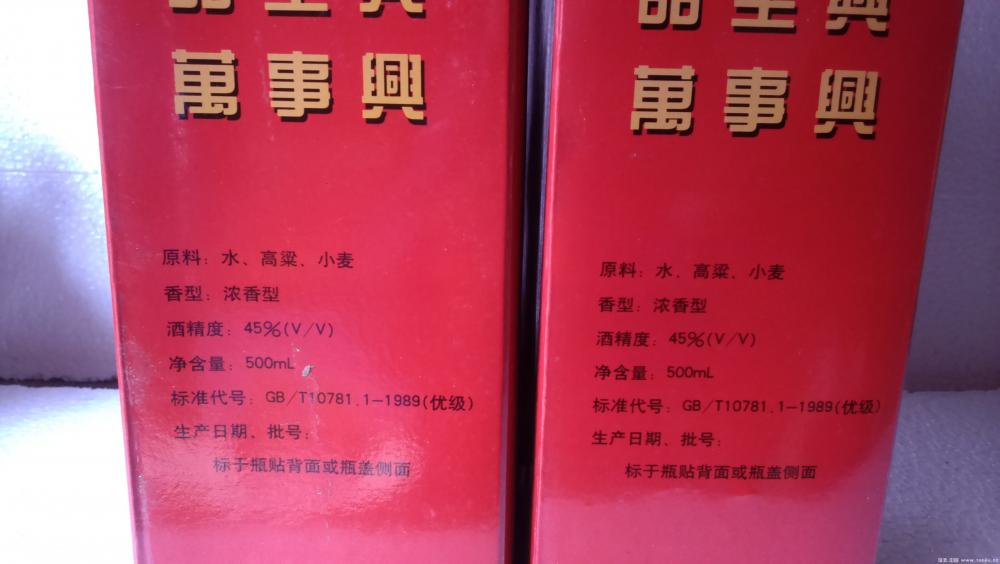 萬事興
原料：水、高粱、小麦
香型：浓香型
酒精度：45%(V/V)
净含量：500mL
标准代号：GB/T10781.1-1989(优级)
生产日期、批号：
标于瓶贴背面或瓶盖侧面
萬事興
原料：水、高粱、小麦
香型：浓香型
酒精度：45%(V/V)
净含量：500mL
标准代号：GB/T10781.1-1989(优级)
生产日期、批号：
标于瓶贴背面或瓶盖侧面